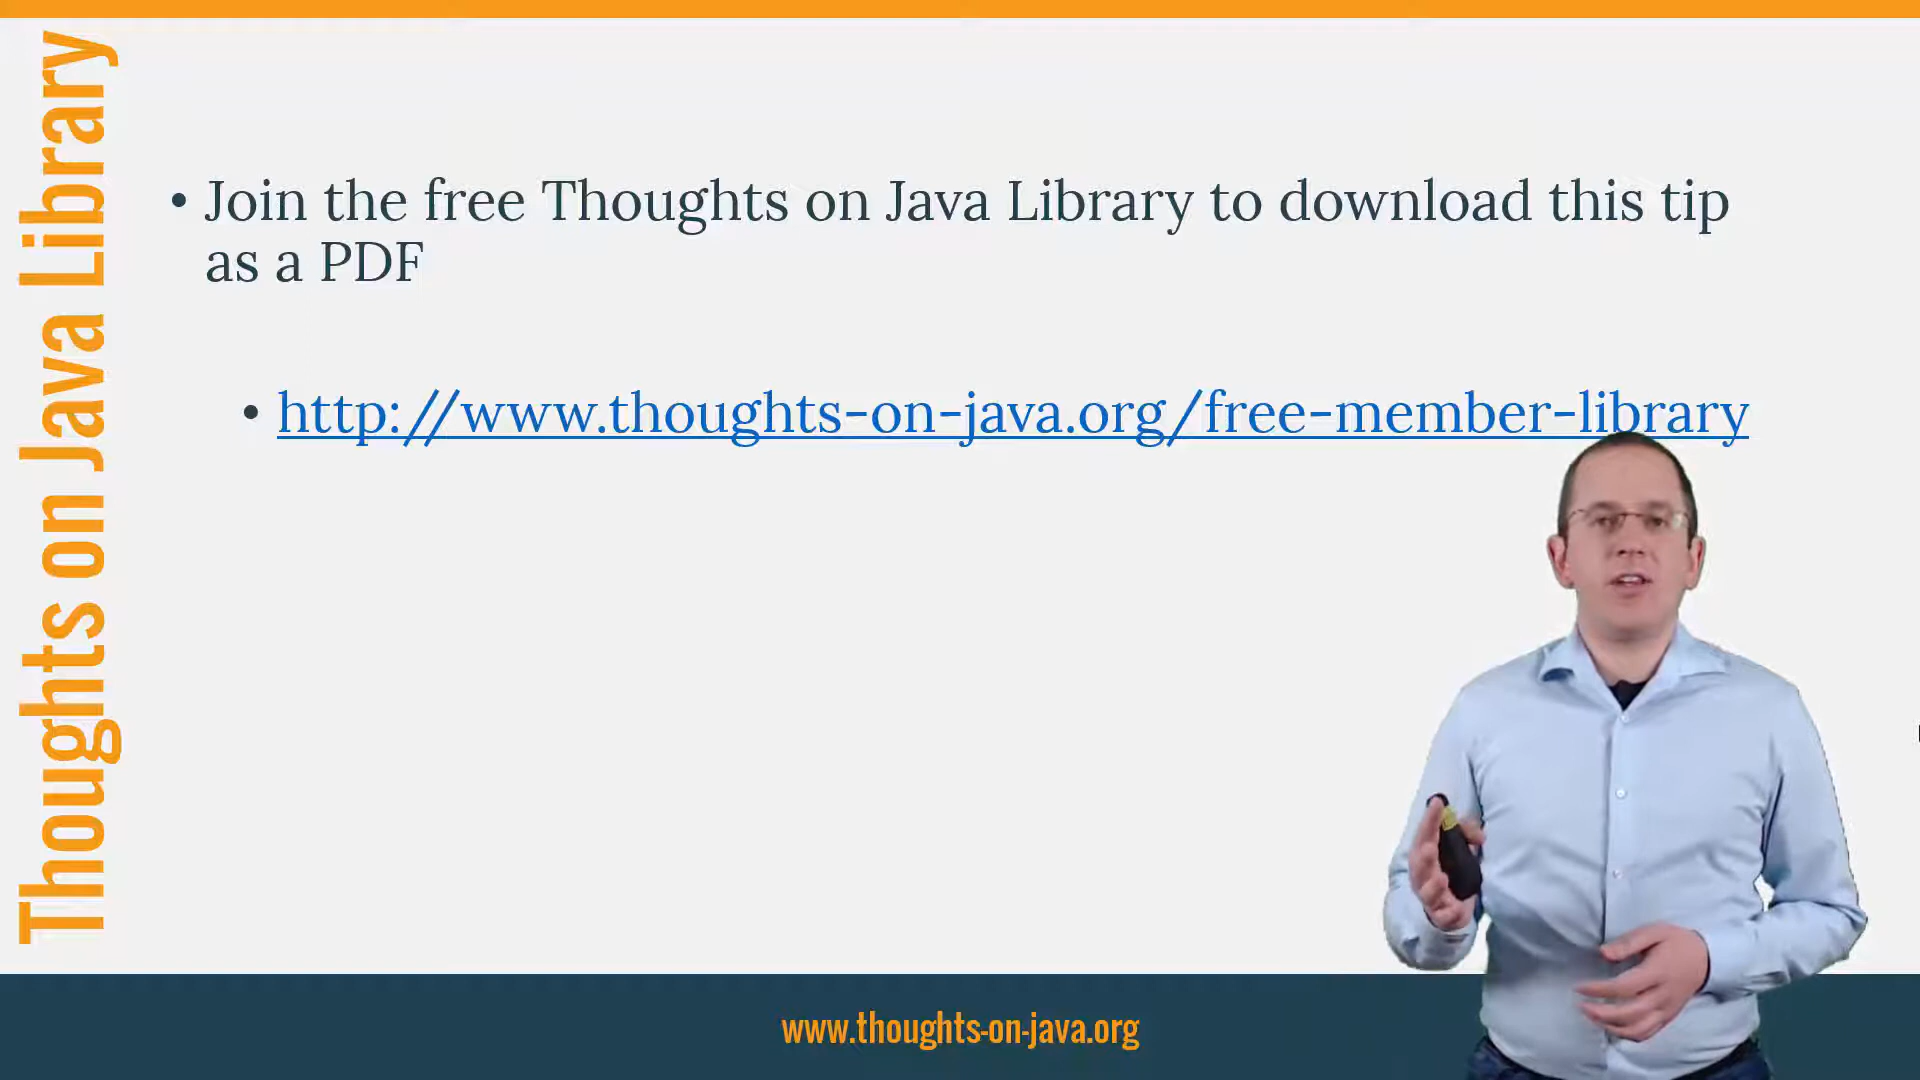 Thoughts on Java Library
• Join the free Thoughts on Java Library to download this tip
as a PDF
• http://www.thoughts-on-java.org/free-member-library
www.thoughts-on-java.org